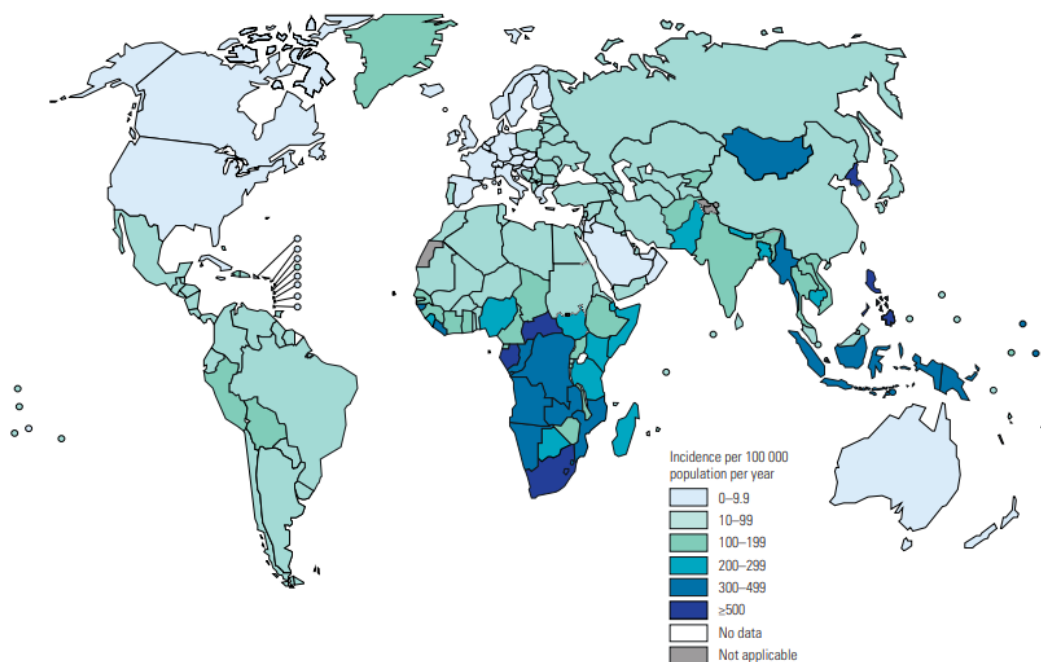 Incidence per 100 000
population per year
0–9.9
10–99
100–199
200–299
300–499
≥500
No data
Not applicable